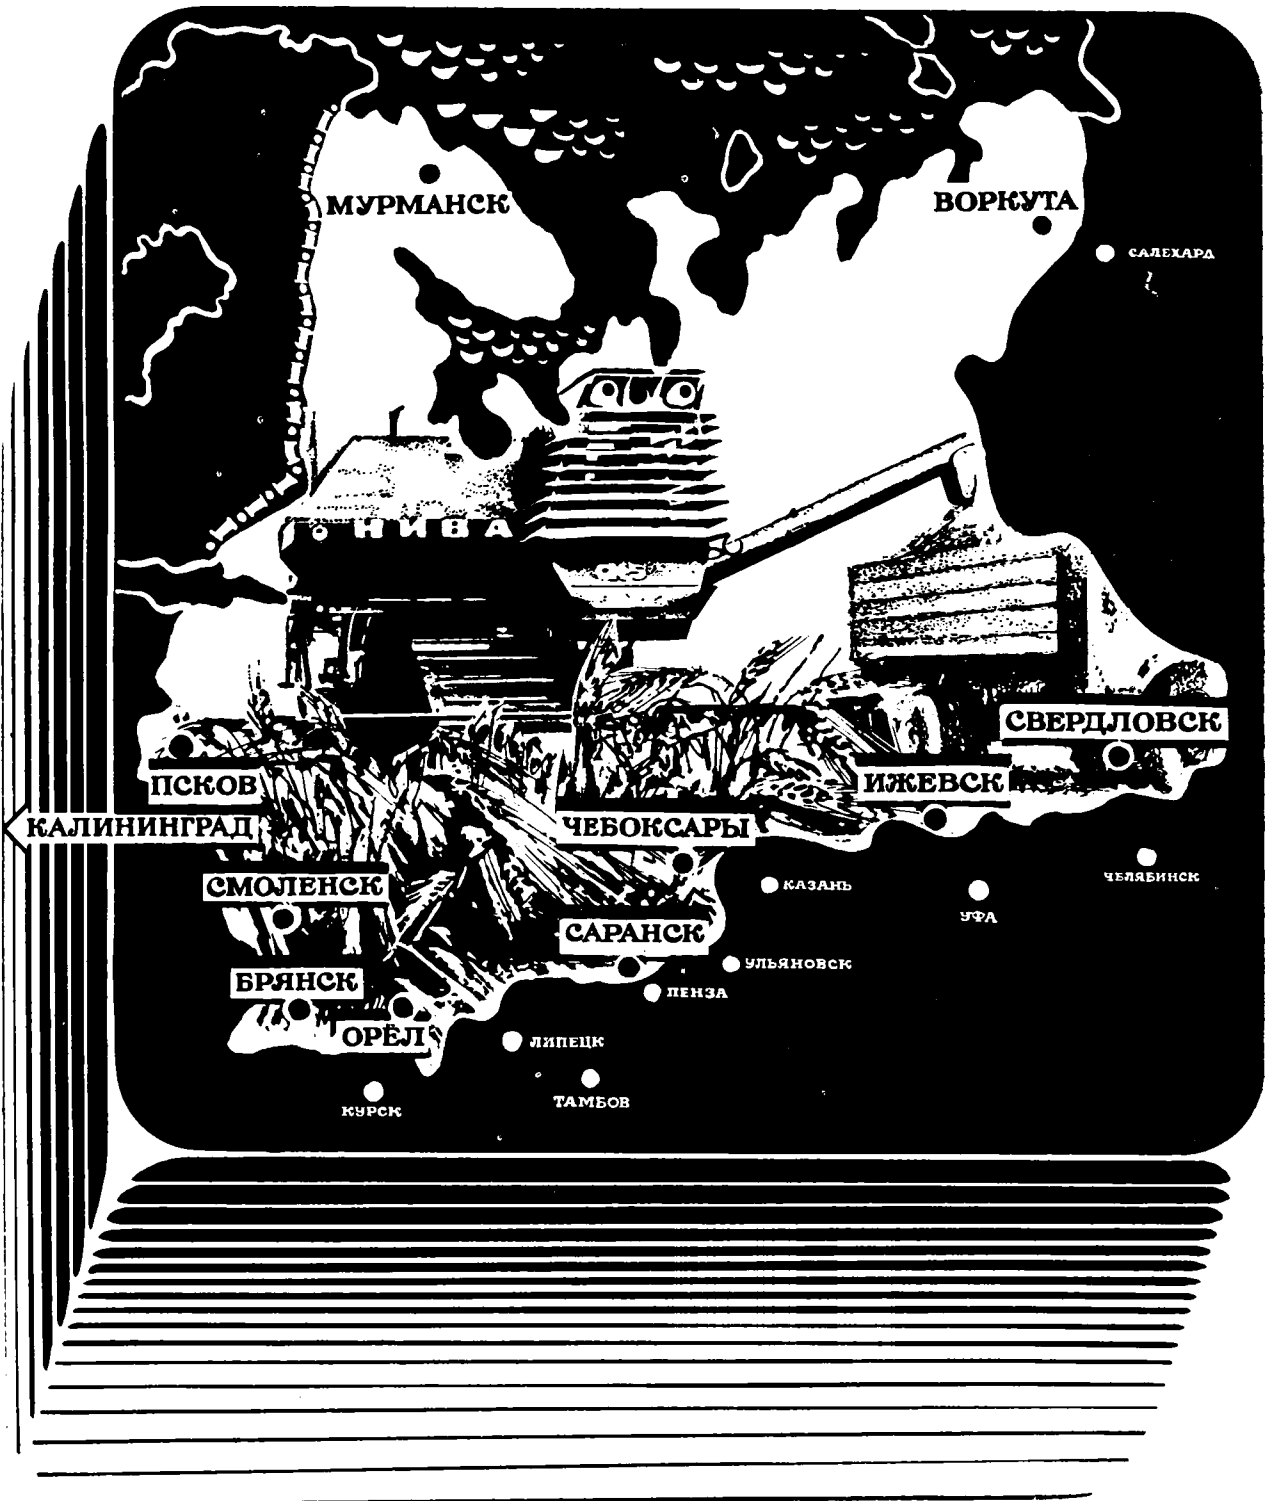 МУРМАНСК
ВОРКУТА
САЛЕХАРД
НИВА
СВЕРДЛОВСК
ПСКОВ
ИЖЕВСК
КАЛИНИНГРАД
ЧЕБОКСАРЫ
СМОЛЕНСК
КАЗАНЬ
ЧЕЛЯБИНСК
УФА
САРАНСК
УЛЬЯНОВСК
БРЯНСК
ПЕНЗА
ОРЁЛ
ЛИПЕЦК
ТАМБОВ
КУРСК